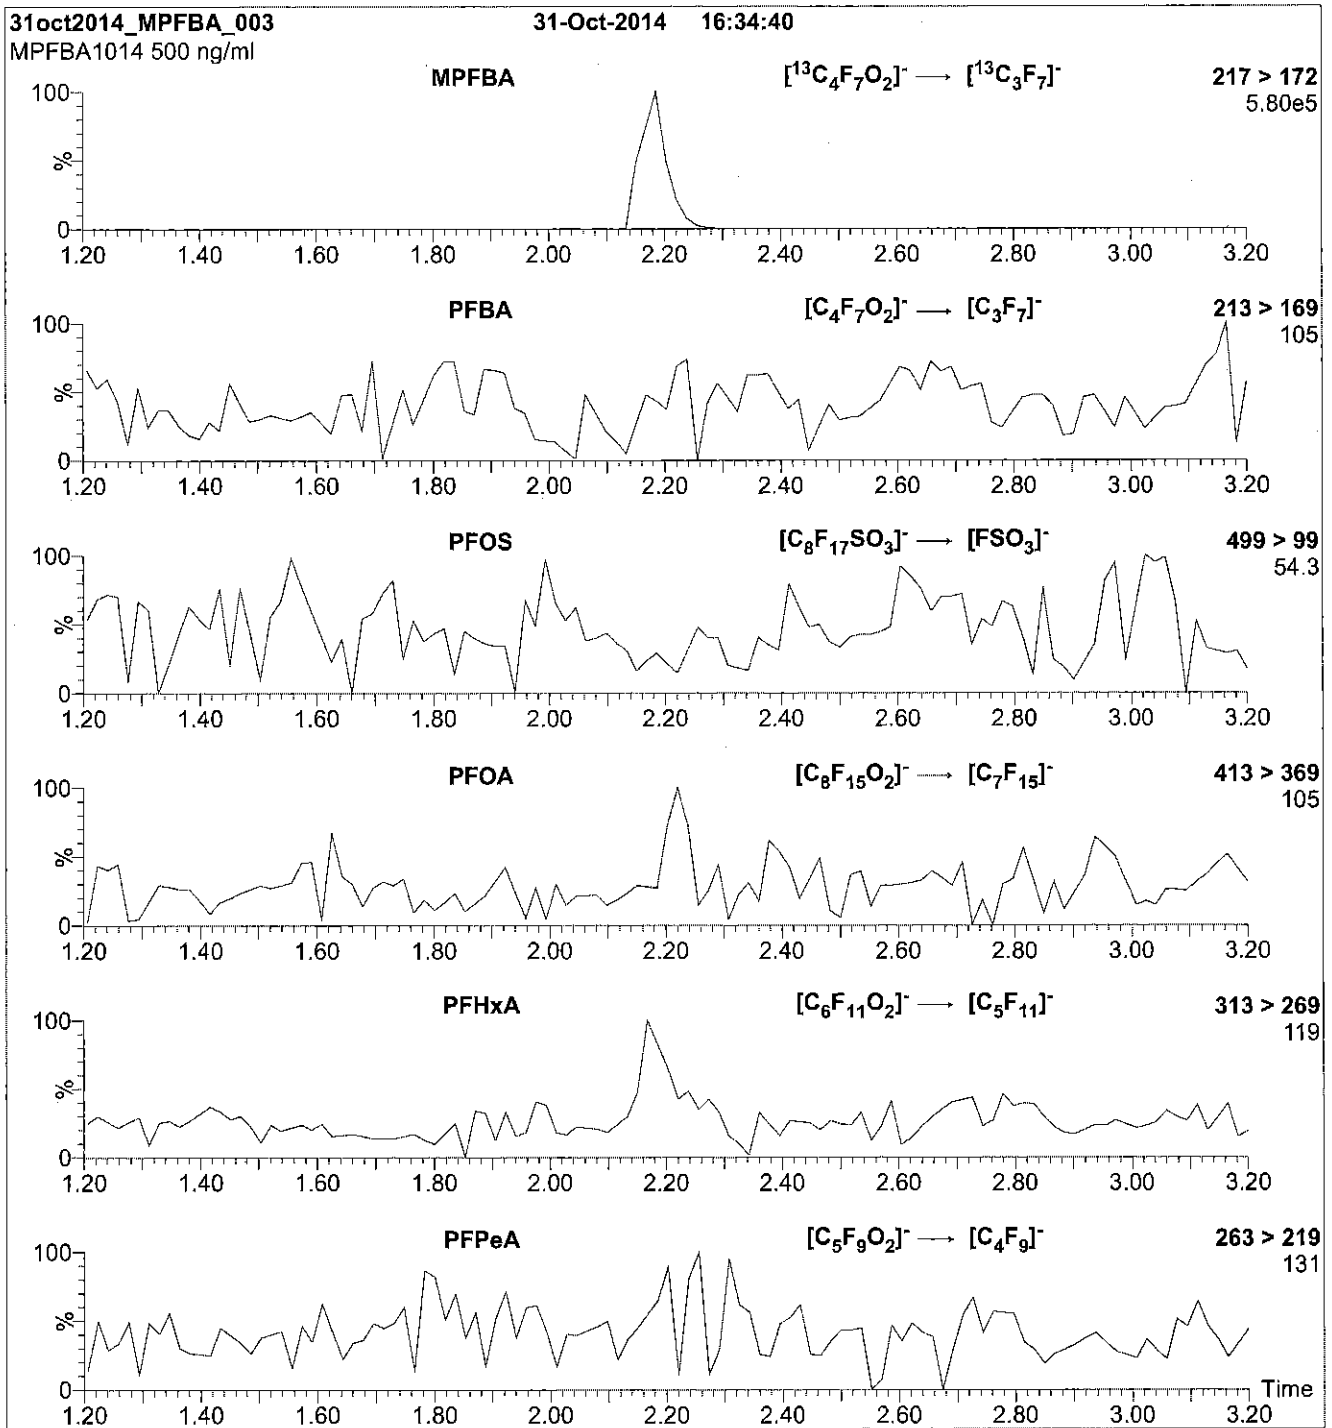 31oct2014_MPFBA_003 31-Oct-2014 16:34:40
MPFBA1014 500 ng/ml
MPFBA [¹³C₄F₇O₂]⁻ ⟶ [¹³C₃F₇]⁻ 217 > 172
5.80e5
100
%
0
1.20 1.40 1.60 1.80 2.00 2.20 2.40 2.60 2.80 3.00 3.20
PFBA [C₄F₇O₂]⁻ ⟶ [C₃F₇]⁻ 213 > 169
105
100
%
0
1.20 1.40 1.60 1.80 2.00 2.20 2.40 2.60 2.80 3.00 3.20
PFOS [C₈F₁₇SO₃]⁻ ⟶ [FSO₃]⁻ 499 > 99
54.3
100
%
0
1.20 1.40 1.60 1.80 2.00 2.20 2.40 2.60 2.80 3.00 3.20
PFOA [C₈F₁₅O₂]⁻ ⟶ [C₇F₁₅]⁻ 413 > 369
105
100
%
0
1.20 1.40 1.60 1.80 2.00 2.20 2.40 2.60 2.80 3.00 3.20
PFHxA [C₆F₁₁O₂]⁻ ⟶ [C₅F₁₁]⁻ 313 > 269
119
100
%
0
1.20 1.40 1.60 1.80 2.00 2.20 2.40 2.60 2.80 3.00 3.20
PFPeA [C₅F₉O₂]⁻ ⟶ [C₄F₉]⁻ 263 > 219
131
100
%
0 Time
1.20 1.40 1.60 1.80 2.00 2.20 2.40 2.60 2.80 3.00 3.20